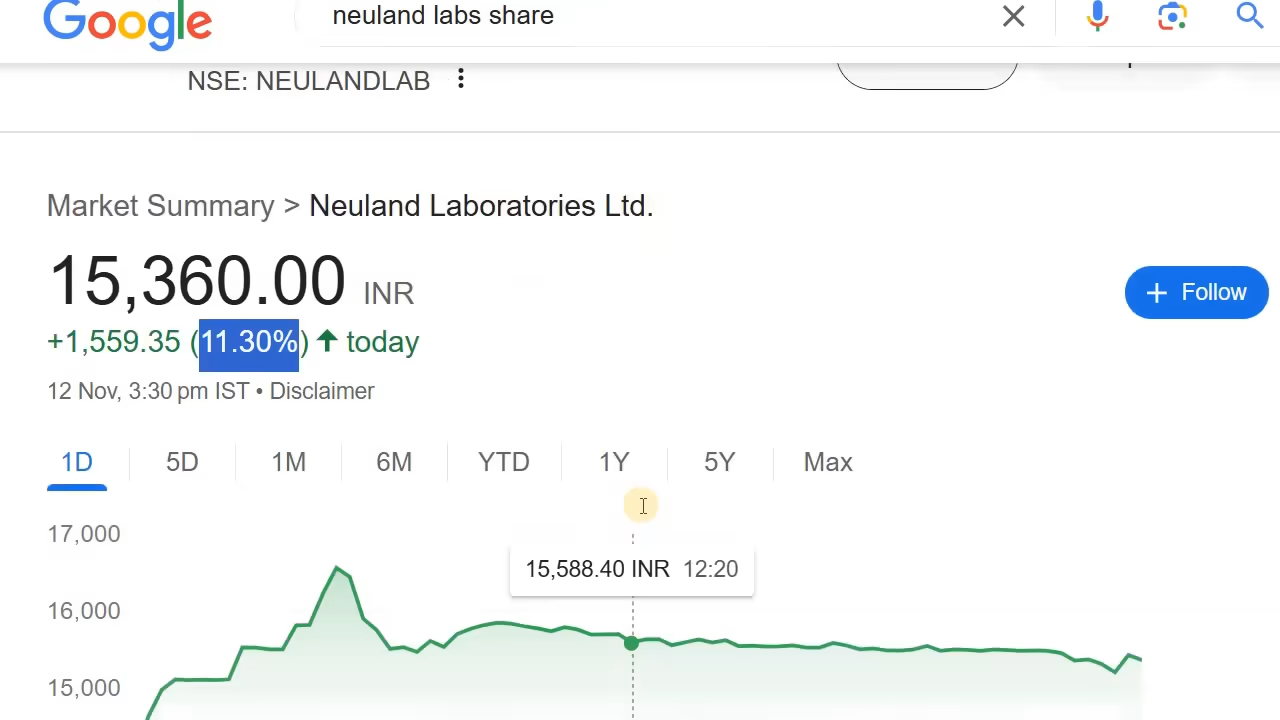 Google
neuland labs share
NSE: NEULANDLAB
Market Summary > Neuland Laboratories Ltd.
15,360.00 INR
+ Follow
+1,559.35 (11.30%) ↑ today
12 Nov, 3:30 pm IST • Disclaimer
1D 5D 1M 6M YTD 1Y 5Y Max
17,000
15,588.40 INR 12:20
16,000
15,000